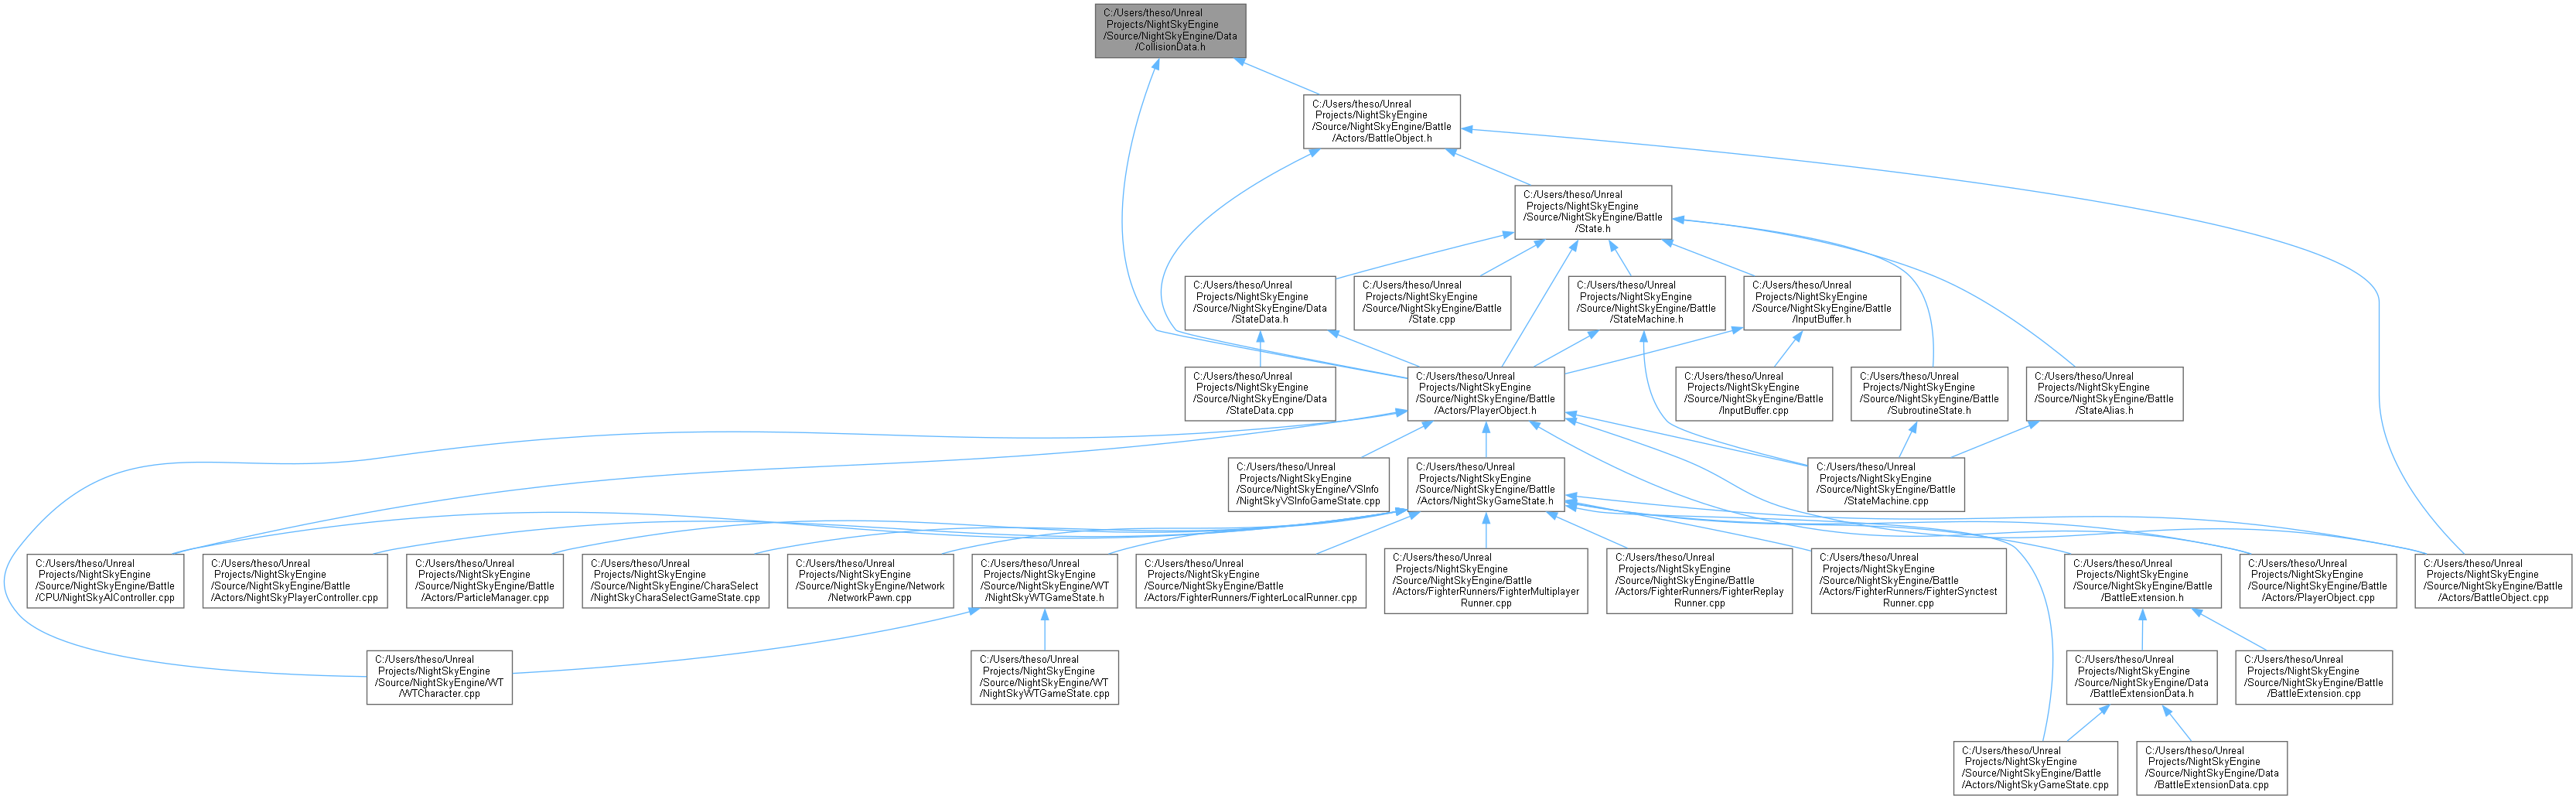 C:/Users/theso/Unreal
Projects/NightSkyEngine
/Source/NightSkyEngine/Data
/CollisionData.h
C:/Users/theso/Unreal
Projects/NightSkyEngine
/Source/NightSkyEngine/Battle
/Actors/BattleObject.h
C:/Users/theso/Unreal
Projects/NightSkyEngine
/Source/NightSkyEngine/Battle
/State.h
C:/Users/theso/Unreal
Projects/NightSkyEngine
/Source/NightSkyEngine/Data
/StateData.h
C:/Users/theso/Unreal
Projects/NightSkyEngine
/Source/NightSkyEngine/Battle
/State.cpp
C:/Users/theso/Unreal
Projects/NightSkyEngine
/Source/NightSkyEngine/Battle
/StateMachine.h
C:/Users/theso/Unreal
Projects/NightSkyEngine
/Source/NightSkyEngine/Battle
/InputBuffer.h
C:/Users/theso/Unreal
Projects/NightSkyEngine
/Source/NightSkyEngine/Data
/StateData.cpp
C:/Users/theso/Unreal
Projects/NightSkyEngine
/Source/NightSkyEngine/Battle
/Actors/PlayerObject.h
C:/Users/theso/Unreal
Projects/NightSkyEngine
/Source/NightSkyEngine/Battle
/InputBuffer.cpp
C:/Users/theso/Unreal
Projects/NightSkyEngine
/Source/NightSkyEngine/Battle
/SubroutineState.h
C:/Users/theso/Unreal
Projects/NightSkyEngine
/Source/NightSkyEngine/Battle
/StateAlias.h
C:/Users/theso/Unreal
Projects/NightSkyEngine
/Source/NightSkyEngine/VSInfo
/NightSkyVSInfoGameState.cpp
C:/Users/theso/Unreal
Projects/NightSkyEngine
/Source/NightSkyEngine/Battle
/Actors/NightSkyGameState.h
C:/Users/theso/Unreal
Projects/NightSkyEngine
/Source/NightSkyEngine/Battle
/StateMachine.cpp
C:/Users/theso/Unreal
Projects/NightSkyEngine
/Source/NightSkyEngine/Battle
/CPU/NightSkyAIController.cpp
C:/Users/theso/Unreal
Projects/NightSkyEngine
/Source/NightSkyEngine/Battle
/Actors/NightSkyPlayerController.cpp
C:/Users/theso/Unreal
Projects/NightSkyEngine
/Source/NightSkyEngine/Battle
/Actors/ParticleManager.cpp
C:/Users/theso/Unreal
Projects/NightSkyEngine
/Source/NightSkyEngine/CharaSelect
/NightSkyCharaSelectGameState.cpp
C:/Users/theso/Unreal
Projects/NightSkyEngine
/Source/NightSkyEngine/Network
/NetworkPawn.cpp
C:/Users/theso/Unreal
Projects/NightSkyEngine
/Source/NightSkyEngine/WT
/NightSkyWTGameState.h
C:/Users/theso/Unreal
Projects/NightSkyEngine
/Source/NightSkyEngine/Battle
/Actors/FighterRunners/FighterLocalRunner.cpp
C:/Users/theso/Unreal
Projects/NightSkyEngine
/Source/NightSkyEngine/Battle
/Actors/FighterRunners/FighterMultiplayer
Runner.cpp
C:/Users/theso/Unreal
Projects/NightSkyEngine
/Source/NightSkyEngine/Battle
/Actors/FighterRunners/FighterReplay
Runner.cpp
C:/Users/theso/Unreal
Projects/NightSkyEngine
/Source/NightSkyEngine/Battle
/Actors/FighterRunners/FighterSynctest
Runner.cpp
C:/Users/theso/Unreal
Projects/NightSkyEngine
/Source/NightSkyEngine/Battle
/BattleExtension.h
C:/Users/theso/Unreal
Projects/NightSkyEngine
/Source/NightSkyEngine/Battle
/Actors/PlayerObject.cpp
C:/Users/theso/Unreal
Projects/NightSkyEngine
/Source/NightSkyEngine/Battle
/Actors/BattleObject.cpp
C:/Users/theso/Unreal
Projects/NightSkyEngine
/Source/NightSkyEngine/WT
/WTCharacter.cpp
C:/Users/theso/Unreal
Projects/NightSkyEngine
/Source/NightSkyEngine/WT
/NightSkyWTGameState.cpp
C:/Users/theso/Unreal
Projects/NightSkyEngine
/Source/NightSkyEngine/Data
/BattleExtensionData.h
C:/Users/theso/Unreal
Projects/NightSkyEngine
/Source/NightSkyEngine/Battle
/BattleExtension.cpp
C:/Users/theso/Unreal
Projects/NightSkyEngine
/Source/NightSkyEngine/Battle
/Actors/NightSkyGameState.cpp
C:/Users/theso/Unreal
Projects/NightSkyEngine
/Source/NightSkyEngine/Data
/BattleExtensionData.cpp